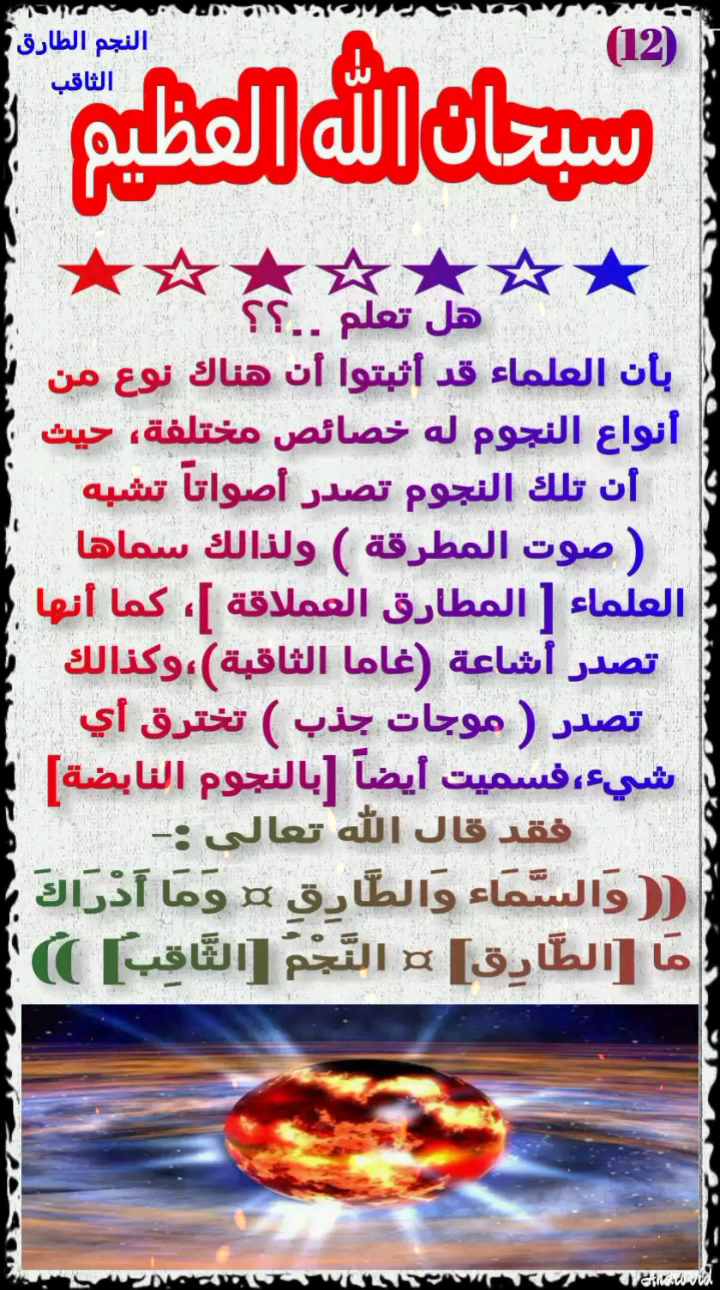 (12)
النجم الطارق
الثاقب
سبحان الله العظيم
هل تعلم ..؟؟
بأن العلماء قد أثبتوا أن هناك نوع من
أنواع النجوم له خصائص مختلفة، حيث
أن تلك النجوم تصدر أصواتاً تشبه
( صوت المطرقة ) ولذالك سماها
العلماء [ المطارق العملاقة ]، كما أنها
تصدر أشاعة (غاما الثاقبة)،وكذالك
تصدر ( موجات جذب ) تخترق أي
شيء،فسميت أيضاً [بالنجوم النابضة]
فقد قال الله تعالى :-
(( وَالسَّمَاء وَالطَّارِقِ ¤ وَمَا أَدْرَاكَ
مَا [الطَّارِق] ¤ النَّجْمُ [الثَّاقِبُ] ))